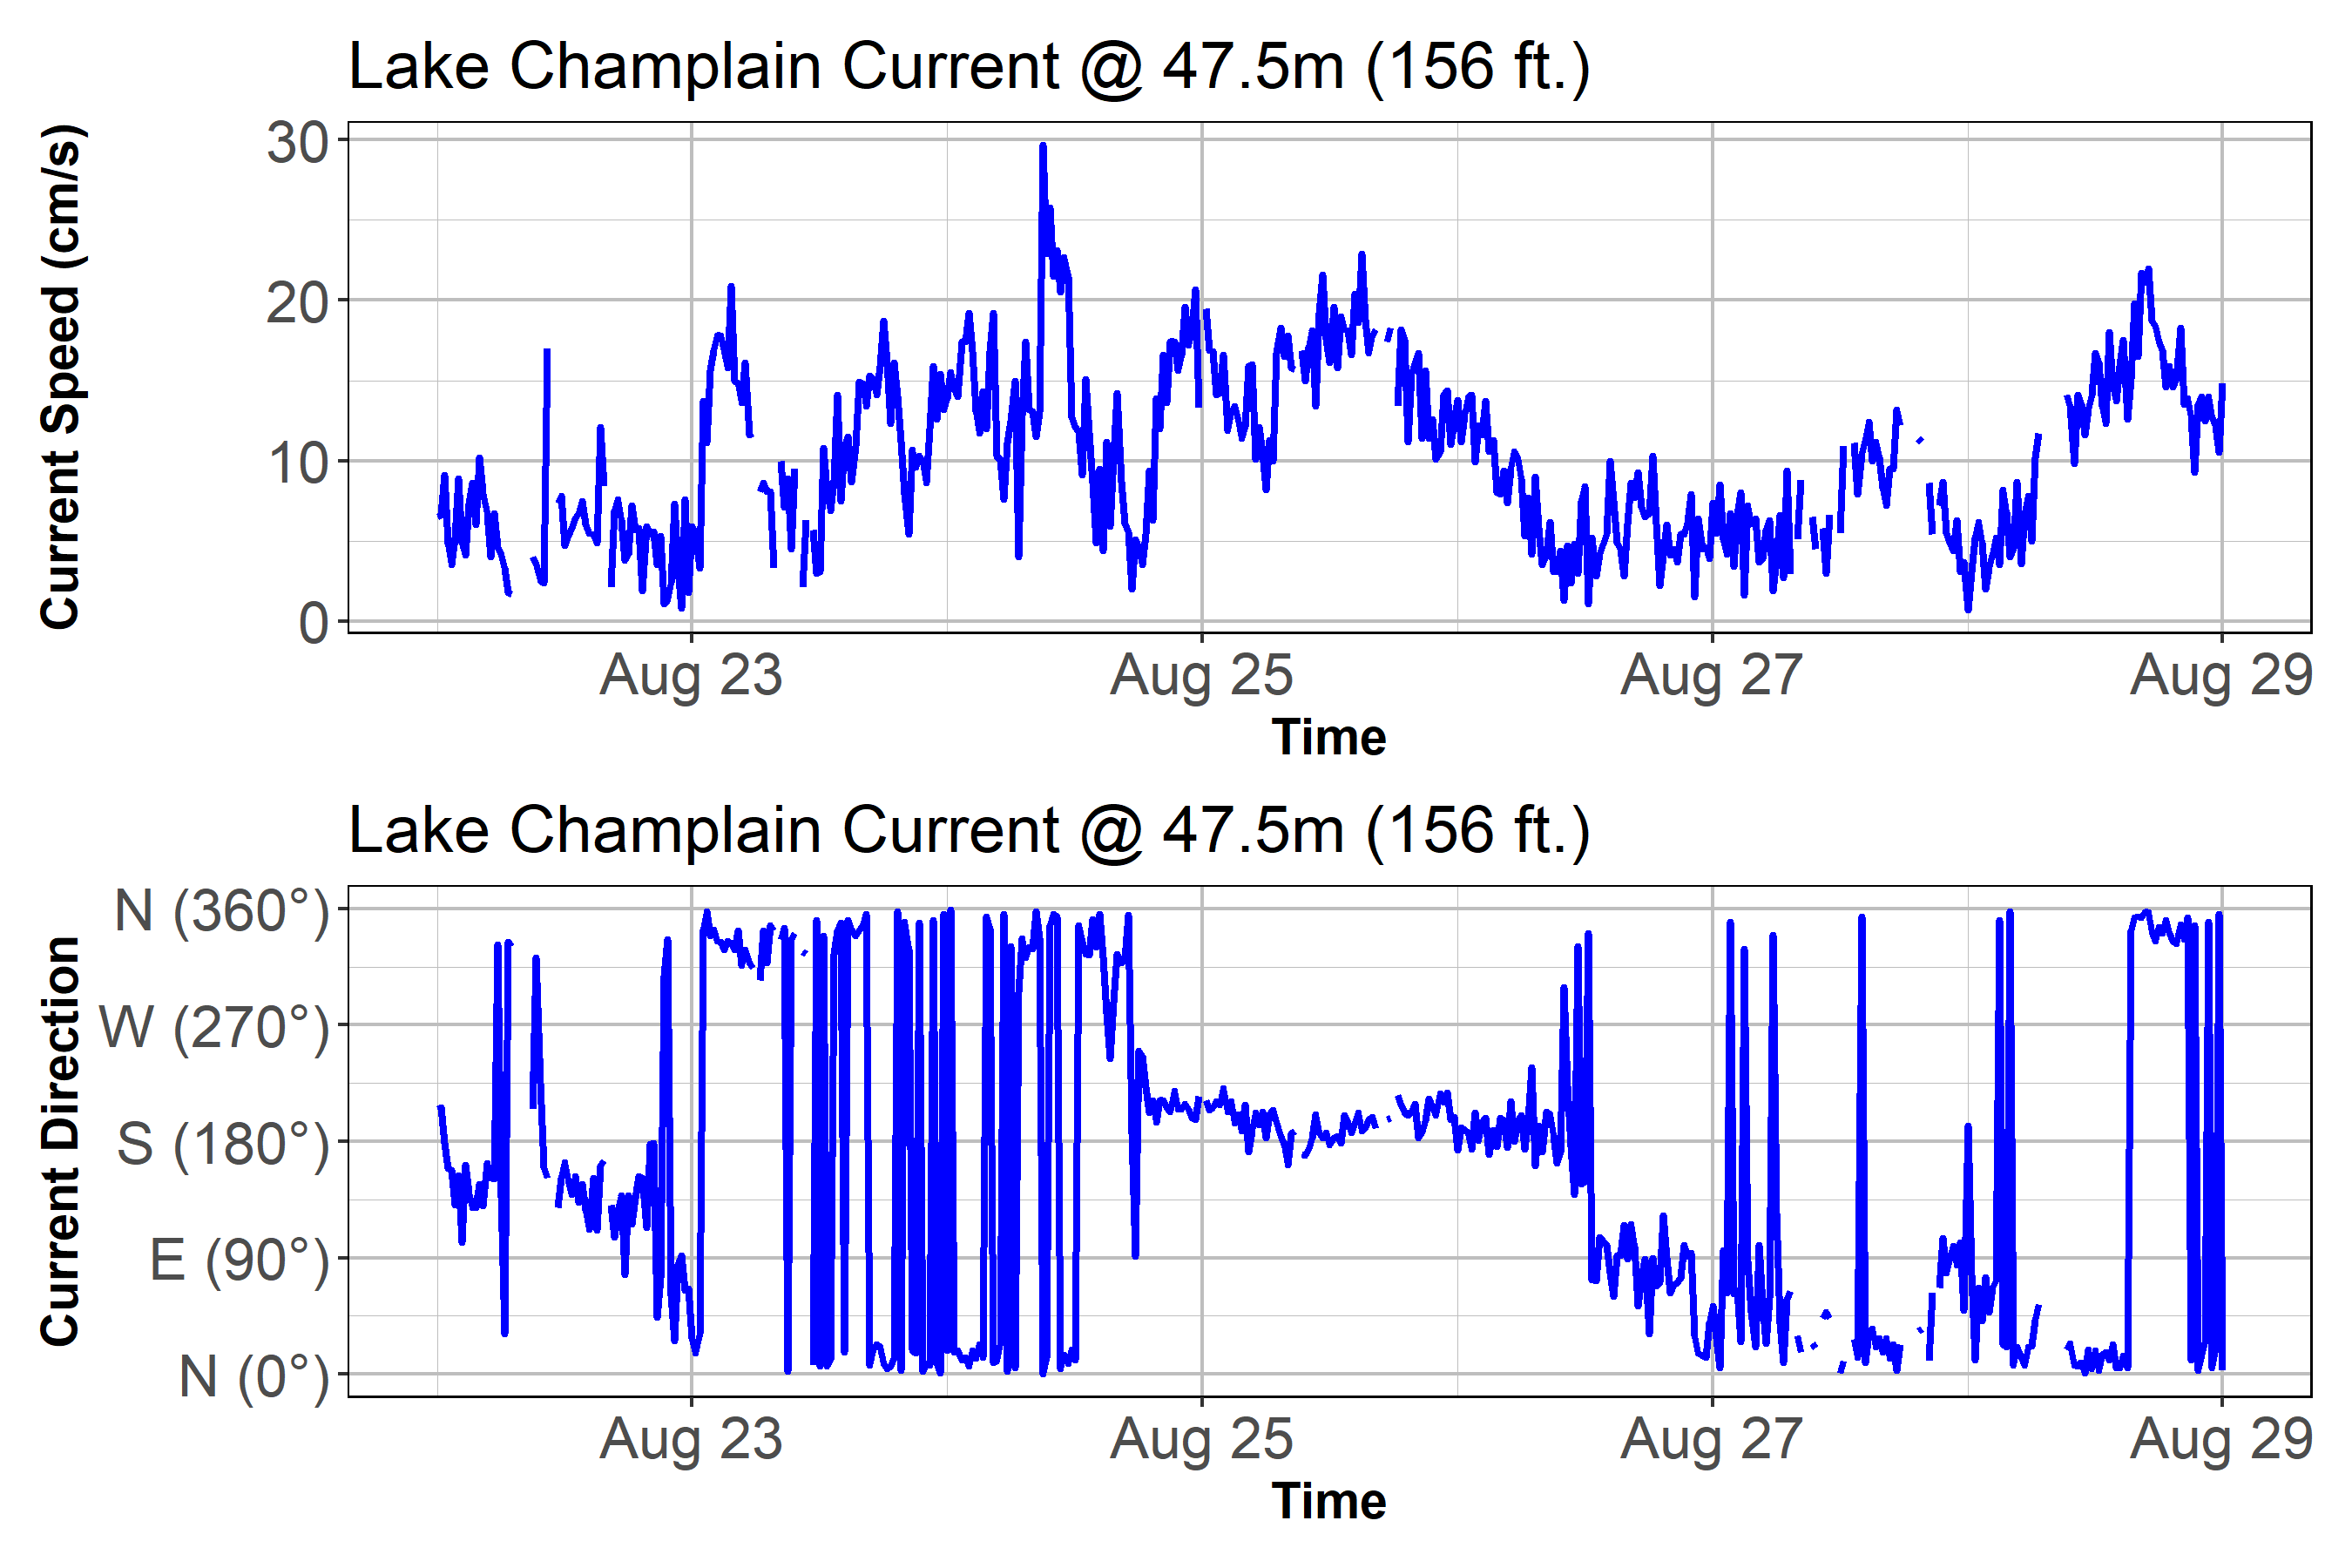 Lake Champlain Current @ 47.5m (156 ft.)
Current Speed (cm/s)
30
20
10
0
Aug 23 Aug 25 Aug 27 Aug 29
Time
Lake Champlain Current @ 47.5m (156 ft.)
Current Direction
N (360°)
W (270°)
S (180°)
E (90°)
N (0°)
Aug 23 Aug 25 Aug 27 Aug 29
Time